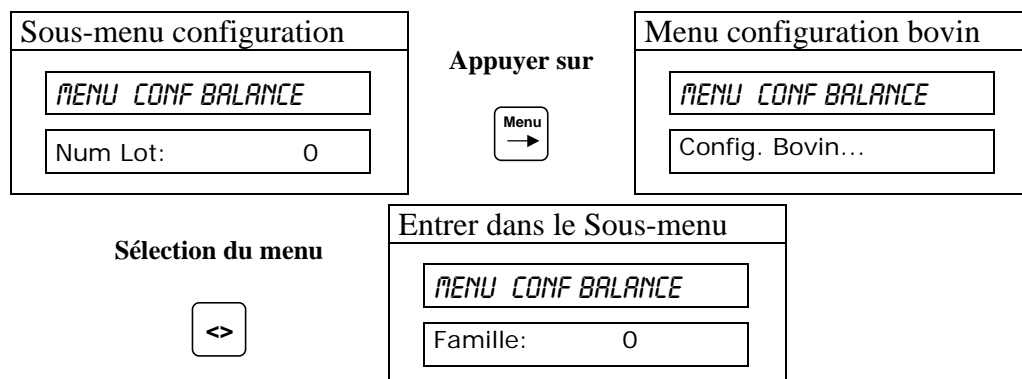 Sous-menu configuration
MENU CONF BALANCE
Num Lot: 0
Appuyer sur
Menu
Menu configuration bovin
MENU CONF BALANCE
Config. Bovin...
Sélection du menu
<>
Entrer dans le Sous-menu
MENU CONF BALANCE
Famille: 0